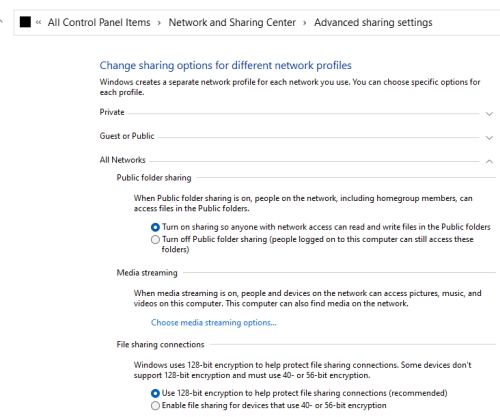 « All Control Panel Items › Network and Sharing Center › Advanced sharing settings
Change sharing options for different network profiles
Windows creates a separate network profile for each network you use. You can choose specific options for
each profile.
Private
Guest or Public
All Networks
Public folder sharing
When Public folder sharing is on, people on the network, including homegroup members, can
access files in the Public folders.
Turn on sharing so anyone with network access can read and write files in the Public folders
Turn off Public folder sharing (people logged on to this computer can still access these
folders)
Media streaming
When media streaming is on, people and devices on the network can access pictures, music, and
videos on this computer. This computer can also find media on the network.
Choose media streaming options...
File sharing connections
Windows uses 128-bit encryption to help protect file sharing connections. Some devices don't
support 128-bit encryption and must use 40- or 56-bit encryption.
Use 128-bit encryption to help protect file sharing connections (recommended)
Enable file sharing for devices that use 40- or 56-bit encryption